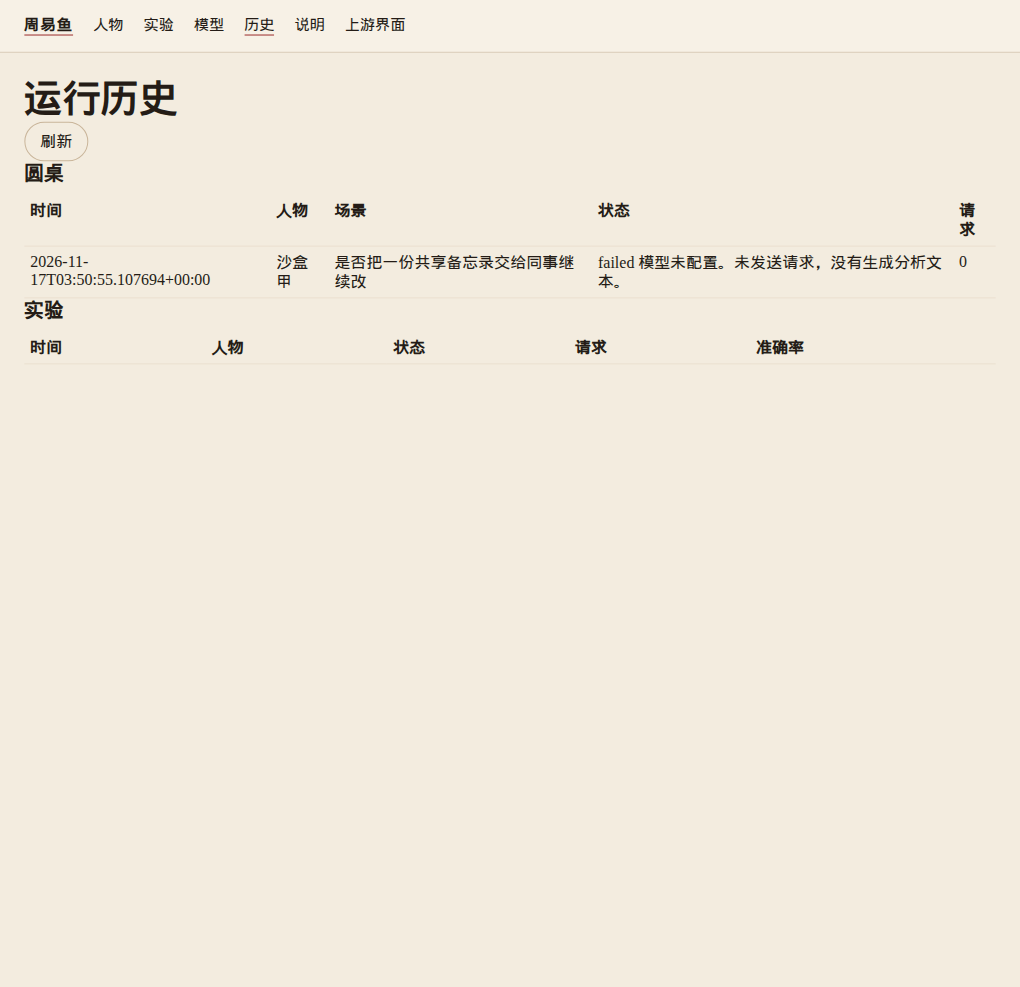 周易鱼 人物 实验 模型 历史 说明 上游界面
运行历史
刷新
圆桌
时间 人物 场景 状态 请求
2026-11-17T03:50:55.107694+00:00 沙盒甲 是否把一份共享备忘录交给同事继续改 failed 模型未配置。未发送请求，没有生成分析文本。 0
实验
时间 人物 状态 请求 准确率